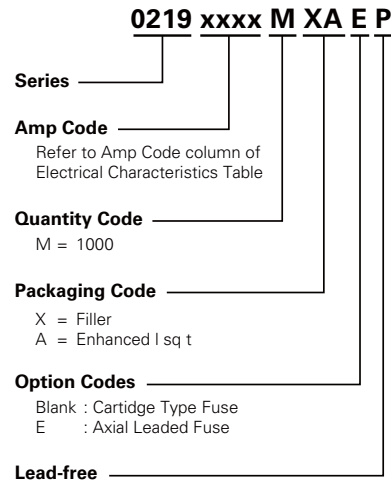 0219 xxxx M XA E P
Series
Amp Code
Refer to Amp Code column of
Electrical Characteristics Table
Quantity Code
M = 1000
Packaging Code
X = Filler
A = Enhanced I sq t
Option Codes
Blank : Cartidge Type Fuse
E : Axial Leaded Fuse
Lead-free